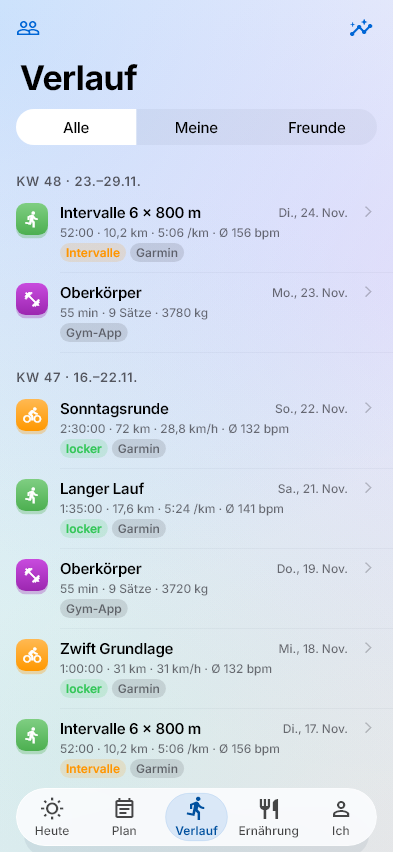 Verlauf
Alle Meine Freunde
KW 48 · 23.–29.11.
Intervalle 6 × 800 m Di., 24. Nov.
52:00 · 10,2 km · 5:06 /km · Ø 156 bpm
Intervalle Garmin
Oberkörper Mo., 23. Nov.
55 min · 9 Sätze · 3780 kg
Gym-App
KW 47 · 16.–22.11.
Sonntagsrunde So., 22. Nov.
2:30:00 · 72 km · 28,8 km/h · Ø 132 bpm
locker Garmin
Langer Lauf Sa., 21. Nov.
1:35:00 · 17,6 km · 5:24 /km · Ø 141 bpm
locker Garmin
Oberkörper Do., 19. Nov.
55 min · 9 Sätze · 3720 kg
Gym-App
Zwift Grundlage Mi., 18. Nov.
1:00:00 · 31 km · 31 km/h · Ø 132 bpm
locker Garmin
Intervalle 6 × 800 m Di., 17. Nov.
52:00 · 10,2 km · 5:06 /km · Ø 156 bpm
Intervalle Garmin
Heute Plan Verlauf Ernährung Ich